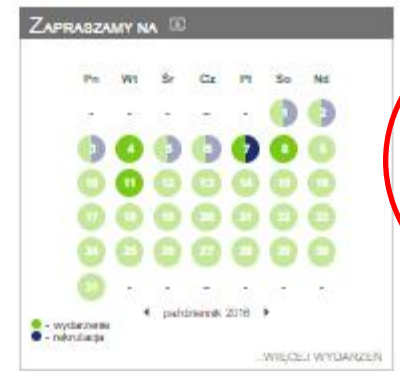 ZAPRASZAMY NA
Pn Wt Śr Cz Pt So Nd
- - - - - 1 2
3 4 5 6 7 8 9
10 11 12 13 14 15 16
17 18 19 20 21 22 23
24 25 26 27 28 29 30
31 - - - - - -
październik 2016
- wydarzenie
- rekrutacja
...WIĘCEJ WYDARZEŃ